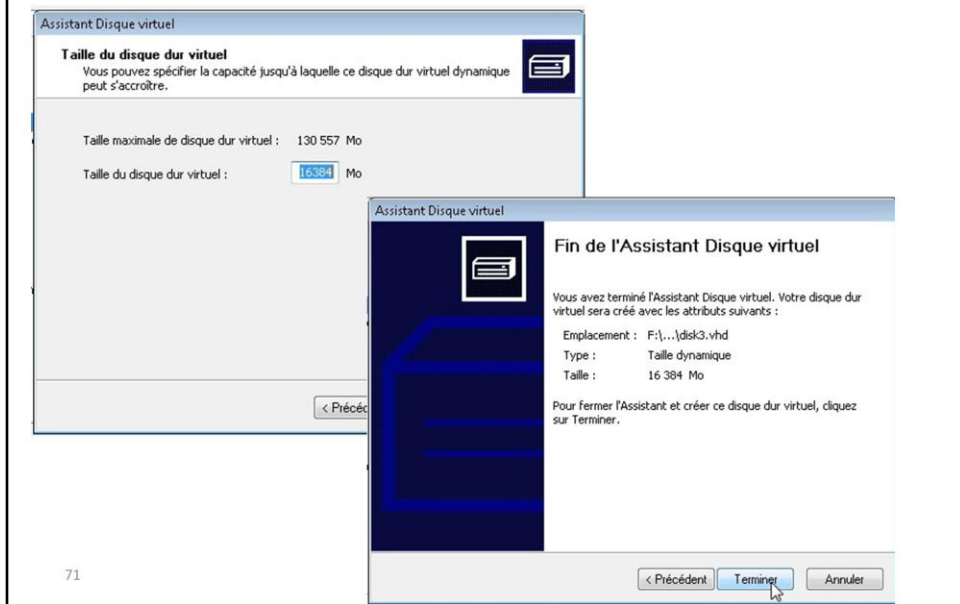 Assistant Disque virtuel
Taille du disque dur virtuel
Vous pouvez spécifier la capacité jusqu'à laquelle ce disque dur virtuel dynamique
peut s'accroître.
Taille maximale de disque dur virtuel : 130 557 Mo
Taille du disque dur virtuel : 16384 Mo
< Précéd
Assistant Disque virtuel
Fin de l'Assistant Disque virtuel
Vous avez terminé l'Assistant Disque virtuel. Votre disque dur
virtuel sera créé avec les attributs suivants :
Emplacement : F:\...\disk3.vhd
Type : Taille dynamique
Taille : 16 384 Mo
Pour fermer l'Assistant et créer ce disque dur virtuel, cliquez
sur Terminer.
< Précédent Terminer Annuler
71